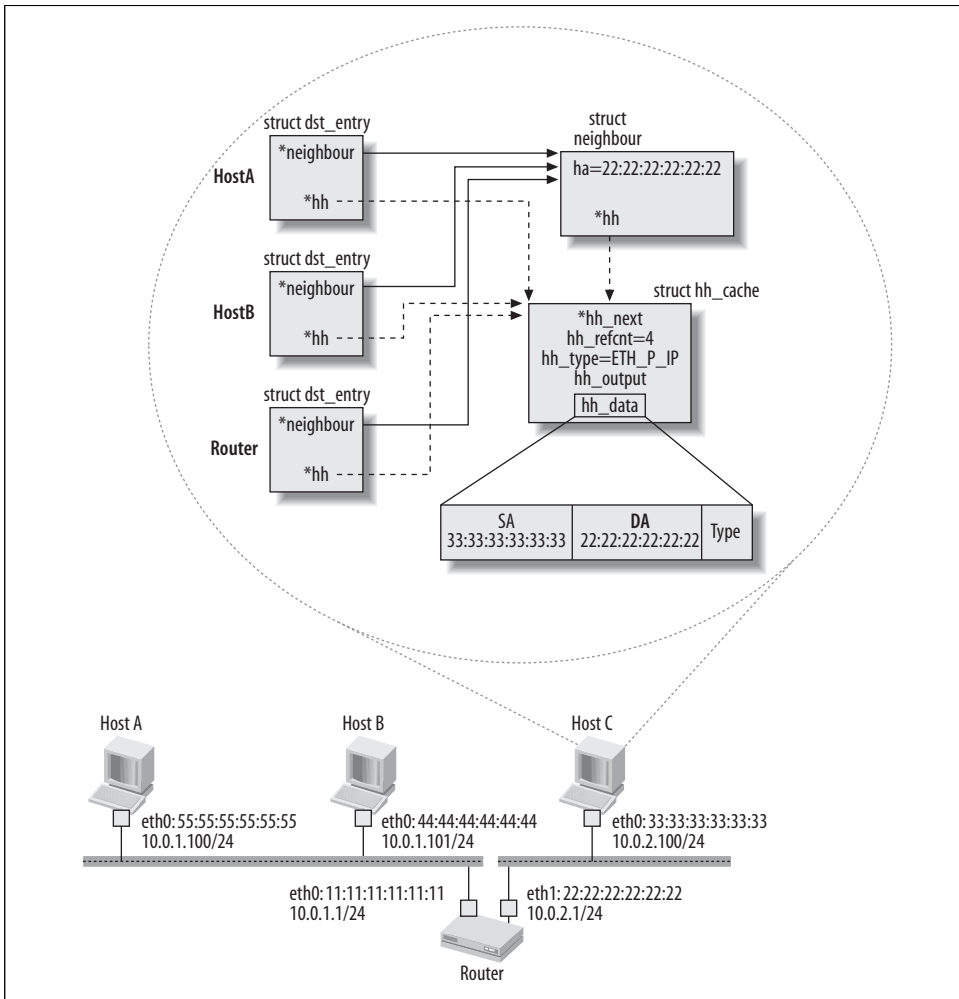 struct
neighbour
struct dst_entry
*neighbour
HostA
*hh
ha=22:22:22:22:22:22
*hh
struct dst_entry
*neighbour
HostB
*hh
struct hh_cache
*hh_next
hh_refcnt=4
hh_type=ETH_P_IP
hh_output
hh_data
struct dst_entry
*neighbour
Router
*hh
SA
33:33:33:33:33:33
DA
22:22:22:22:22:22
Type
Host A
Host B
Host C
eth0: 55:55:55:55:55:55
10.0.1.100/24
eth0: 44:44:44:44:44:44
10.0.1.101/24
eth0: 33:33:33:33:33:33
10.0.2.100/24
eth0: 11:11:11:11:11:11
10.0.1.1/24
eth1: 22:22:22:22:22:22
10.0.2.1/24
Router